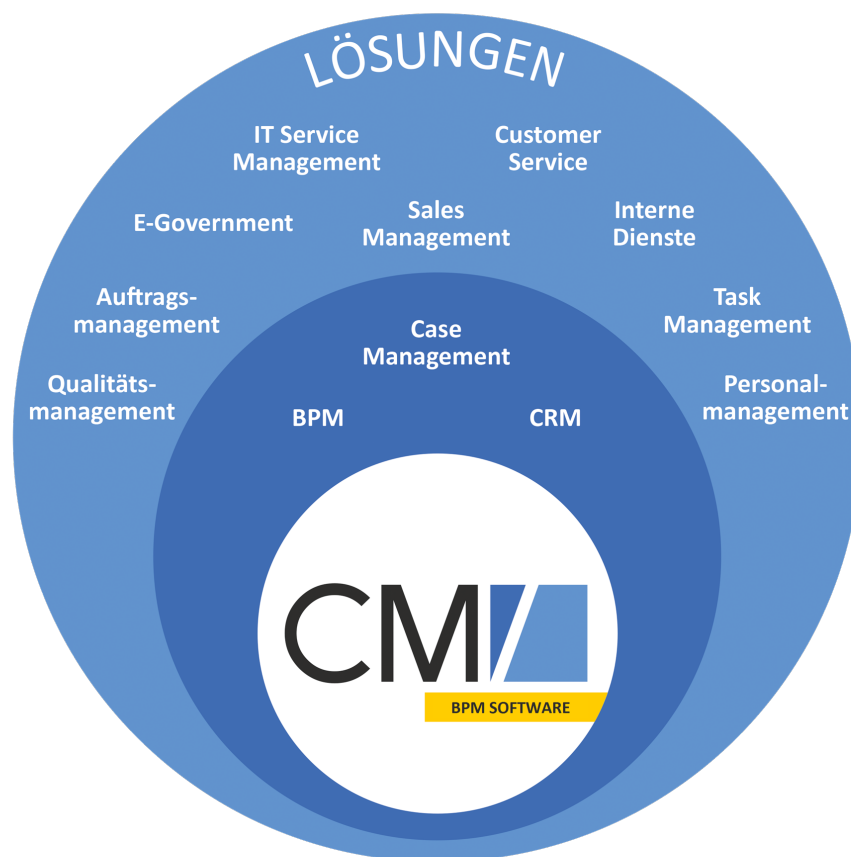 LÖSUNGEN
IT Service
Management
Customer
Service
E-Government
Sales
Management
Interne
Dienste
Auftrags-
management
Task
Management
Case
Management
Qualitäts-
management
Personal-
management
BPM
CRM
CM
BPM SOFTWARE